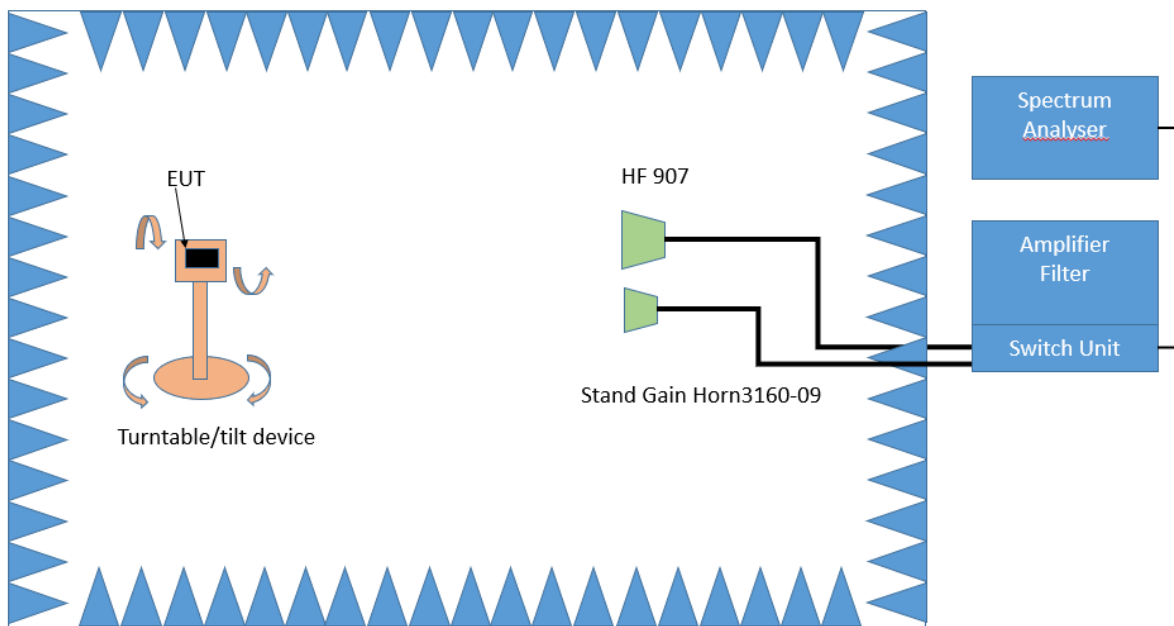 Spectrum
Analyser
EUT
HF 907
Amplifier
Filter
Switch Unit
Stand Gain Horn3160-09
Turntable/tilt device